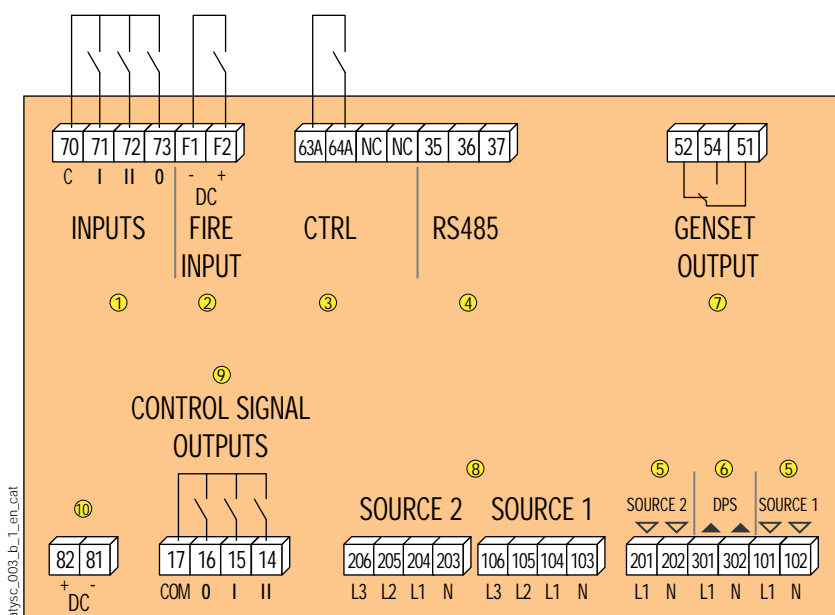 70 71 72 73 F1 F2 63A 64A NC NC 35 36 37 52 54 51
C I II 0 - +
DC
INPUTS FIRE INPUT CTRL RS485 GENSET OUTPUT
1 2 3 4 7
9
CONTROL SIGNAL
OUTPUTS
10 8 5 6 5
SOURCE 2 SOURCE 1 SOURCE 2 DPS SOURCE 1
82 81 17 16 15 14 206 205 204 203 106 105 104 103 201 202 301 302 101 102
+ - COM 0 I II L3 L2 L1 N L3 L2 L1 N L1 N L1 N L1 N
DC
atysc_003_b_1_en_cat